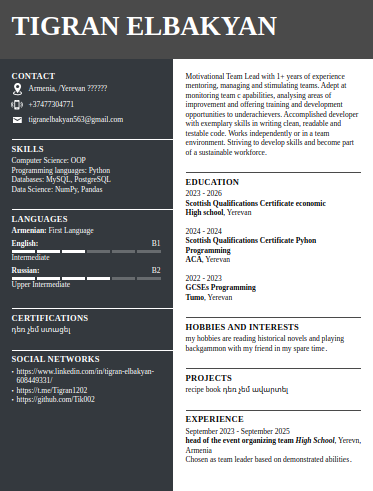 TIGRAN ELBAKYAN
CONTACT
Armenia, /Yerevan ??????
+37477304771
tigranelbakyan563@gmail.com
SKILLS
Computer Science: OOP
Programming languages: Python
Databases: MySQL, PostgreSQL
Data Science: NumPy, Pandas
LANGUAGES
Armenian: First Language
English: B1
Intermediate
Russian: B2
Upper Intermediate
CERTIFICATIONS
դեռ չեմ ստացել
SOCIAL NETWORKS
• https://www.linkedin.com/in/tigran-elbakyan-
608449331/
• https://t.me/Tigran1202
• https://github.com/Tik002
Motivational Team Lead with 1+ years of experience
mentoring, managing and stimulating teams. Adept at
monitoring team c apabilities, analysing areas of
improvement and offering training and development
opportunities to underachievers. Accomplished developer
with exemplary skills in writing clean, readable and
testable code. Works independently or in a team
environment. Striving to develop skills and become part
of a sustainable workforce.
EDUCATION
2023 - 2026
Scottish Qualifications Certificate economic
High school, Yerevan
2024 - 2024
Scottish Qualifications Certificate Pyhon
Programming
ACA, Yerevan
2022 - 2023
GCSEs Programming
Tumo, Yerevan
HOBBIES AND INTERESTS
my hobbies are reading historical novels and playing
backgammon with my friend in my spare time.
PROJECTS
recipe book դեռ չեմ ավարտել
EXPERIENCE
September 2023 - September 2025
head of the event organizing team High School, Yerevn,
Armenia
Chosen as team leader based on demonstrated abilities.